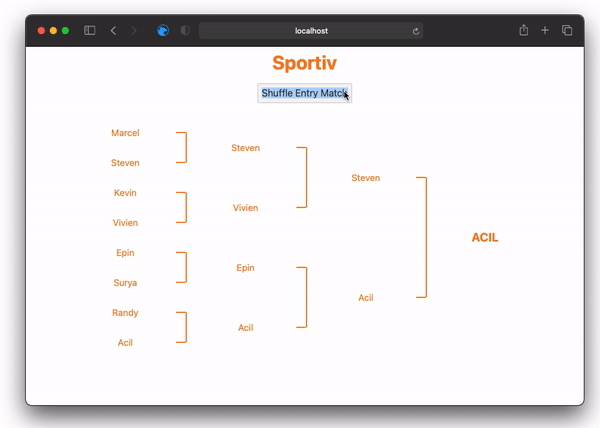 localhost
Sportiv
Shuffle Entry Match
Marcel
Steven
Kevin
Vivien
Epin
Surya
Randy
Acil
Steven
Vivien
Epin
Acil
Steven
Acil
ACIL